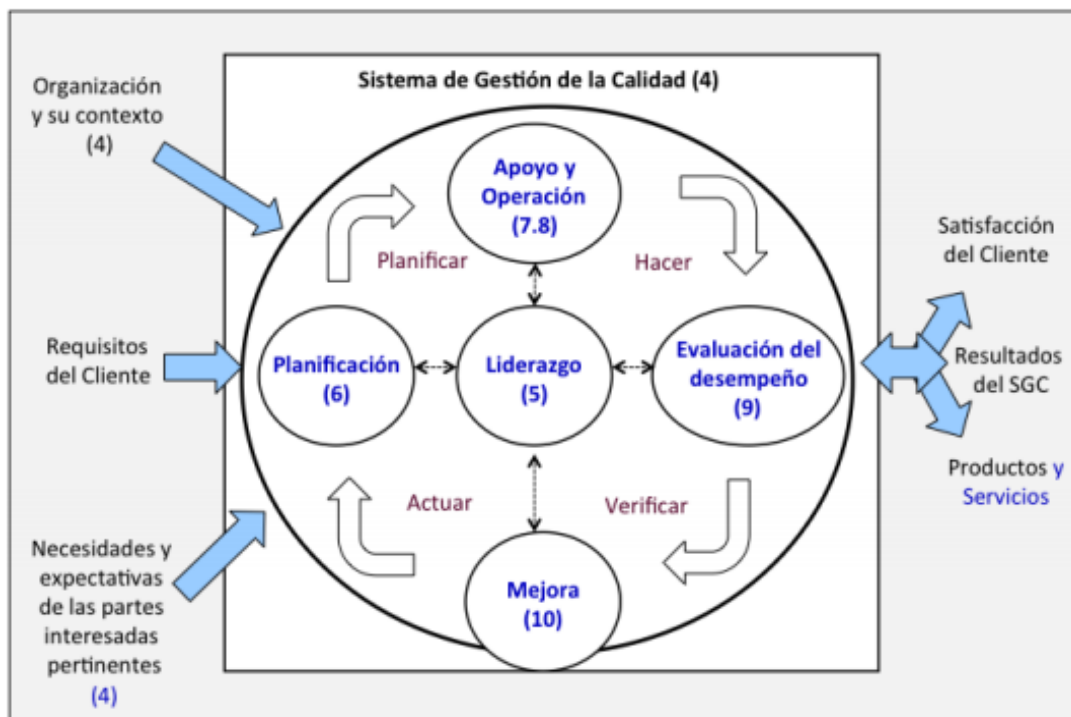 Sistema de Gestión de la Calidad (4)
Organización
y su contexto
(4)
Requisitos
del Cliente
Necesidades y
expectativas
de las partes
interesadas
pertinentes
(4)
Apoyo y
Operación
(7.8)
Planificar
Hacer
Planificación
(6)
Liderazgo
(5)
Evaluación del
desempeño
(9)
Actuar
Verificar
Mejora
(10)
Satisfacción
del Cliente
Resultados
del SGC
Productos y
Servicios